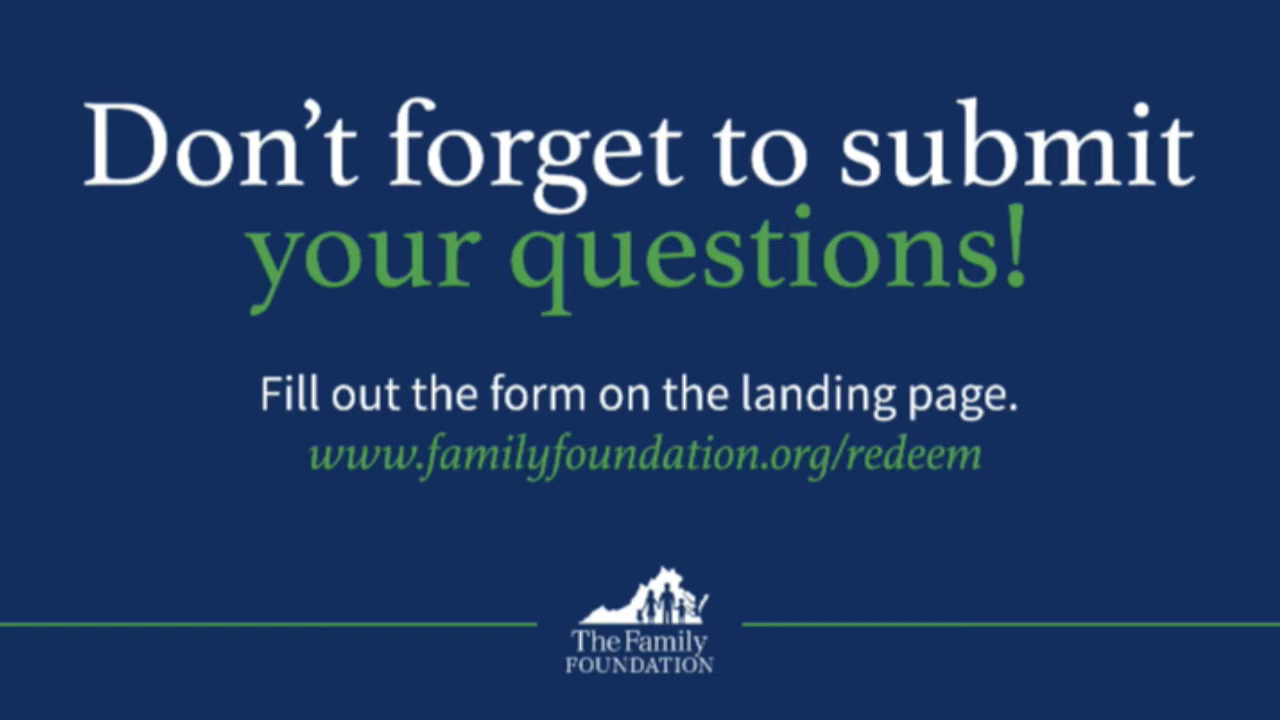 Don't forget to submit
your questions!
Fill out the form on the landing page.
www.familyfoundation.org/redeem
The Family
FOUNDATION